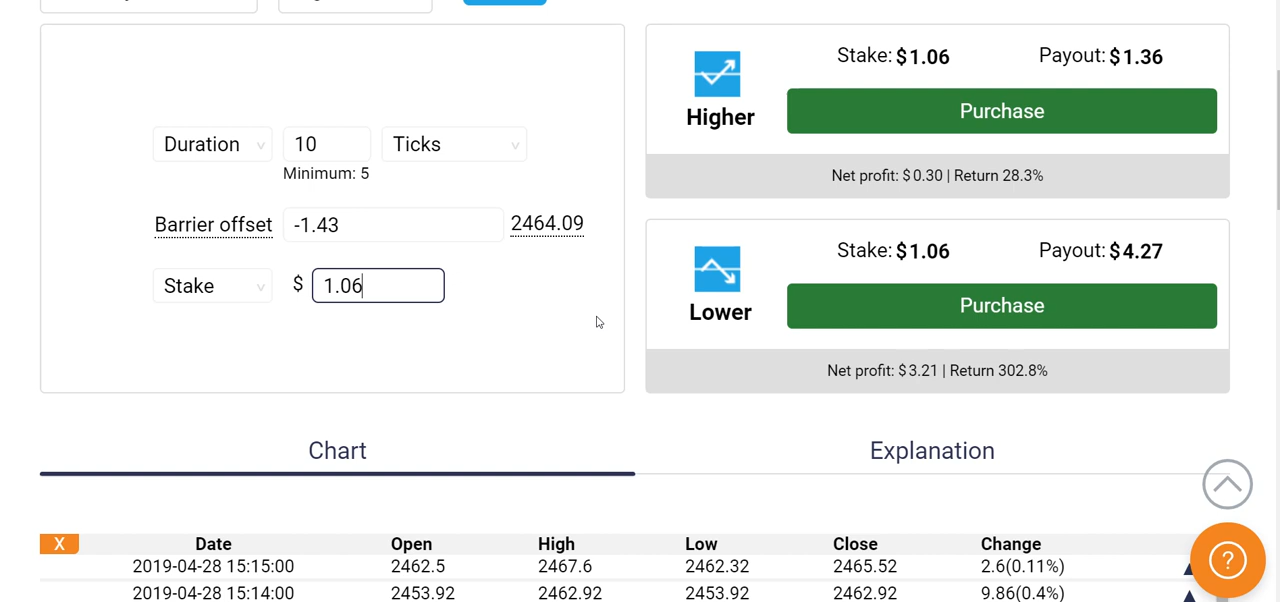 Stake: $1.06 Payout: $1.36
Higher Purchase
Net profit: $0.30 | Return 28.3%
Duration v 10 Ticks v
Minimum: 5
Barrier offset -1.43 2464.09
Stake v $ 1.06
Stake: $1.06 Payout: $4.27
Lower Purchase
Net profit: $3.21 | Return 302.8%
Chart Explanation
X Date Open High Low Close Change
2019-04-28 15:15:00 2462.5 2467.6 2462.32 2465.52 2.6(0.11%)
2019-04-28 15:14:00 2453.92 2462.92 2453.92 2462.92 9.86(0.4%)
?